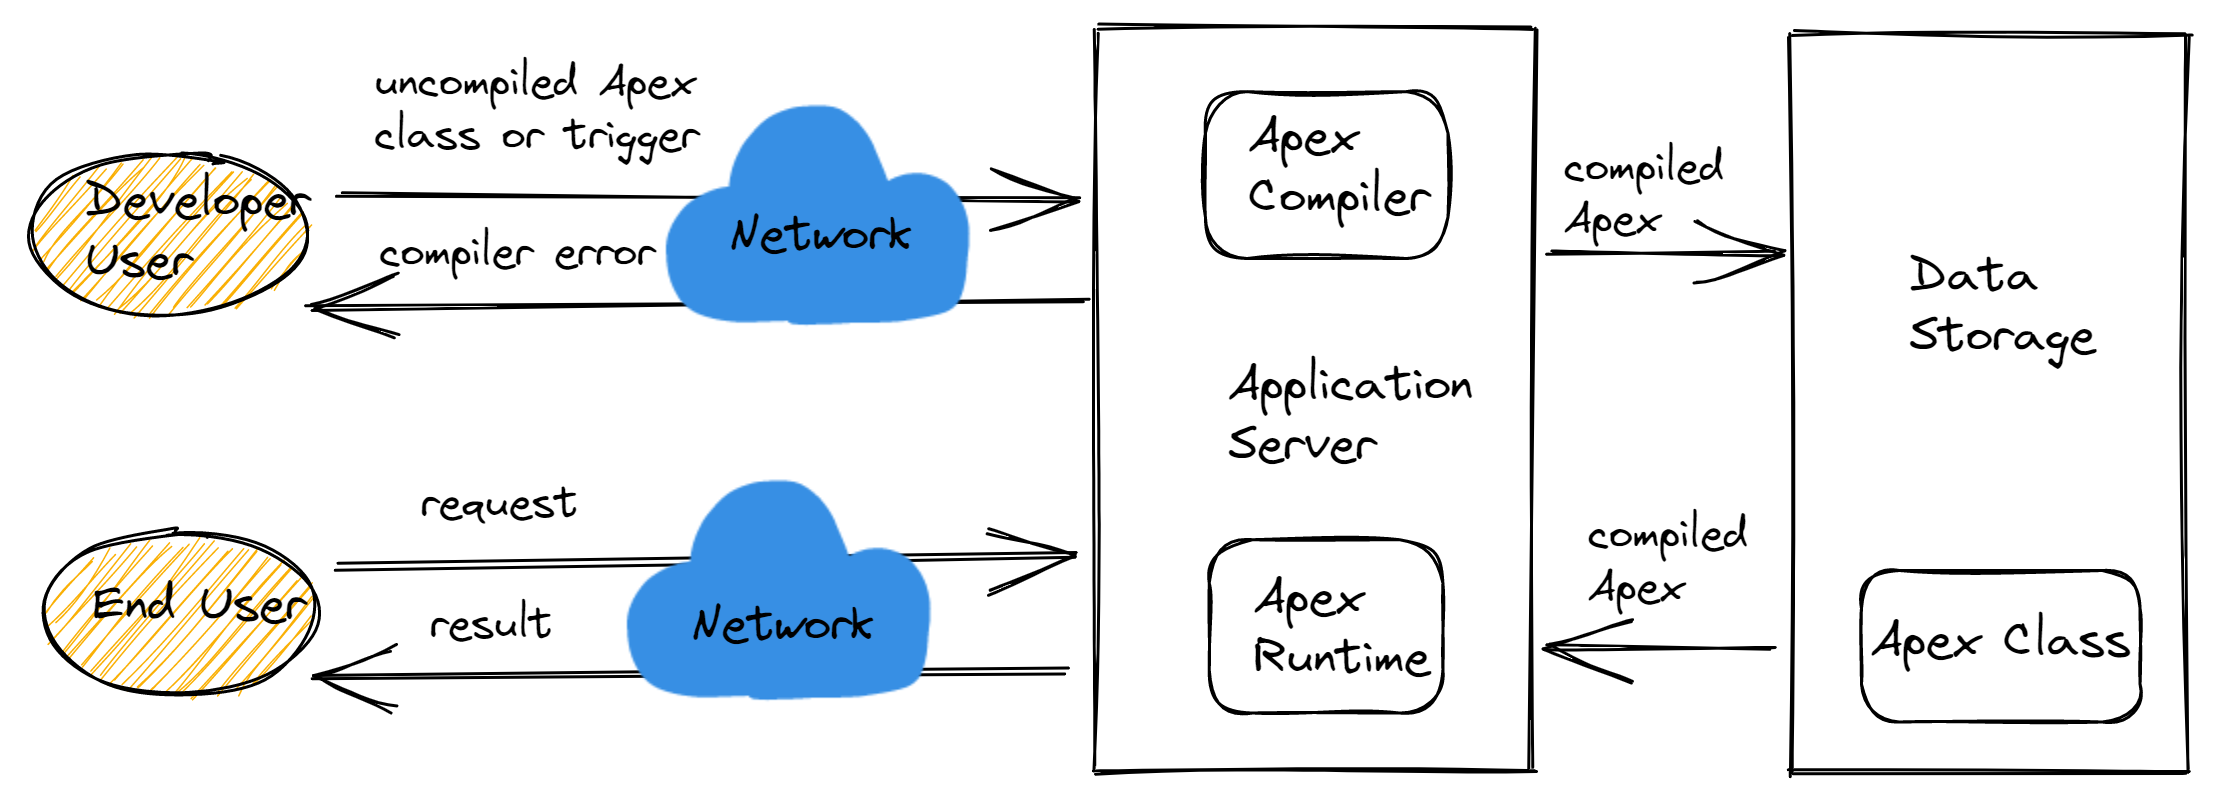 uncompiled Apex
class or trigger
Developer
User
compiler error
Network
Apex
Compiler
compiled
Apex
Data
Storage
Application
Server
request
End User
result
Network
Apex
Runtime
compiled
Apex
Apex Class